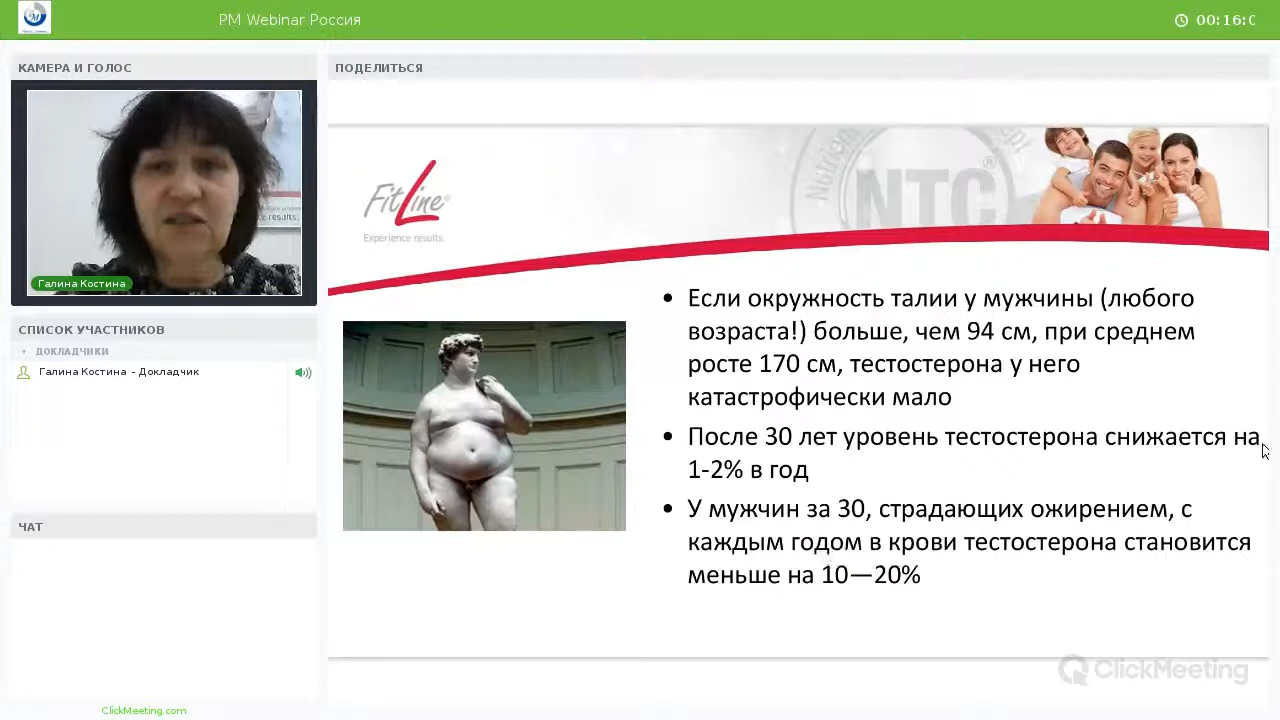 PM Webinar Россия
КАМЕРА И ГОЛОС
Галина Костина
СПИСОК УЧАСТНИКОВ
ДОКЛАДЧИКИ
Галина Костина - Докладчик
ЧАТ
ClickMeeting.com
ПОДЕЛИТЬСЯ
FitLine®
Experience results.
NTC®
• Если окружность талии у мужчины (любого
возраста!) больше, чем 94 см, при среднем
росте 170 см, тестостерона у него
катастрофически мало
• После 30 лет уровень тестостерона снижается на
1-2% в год
• У мужчин за 30, страдающих ожирением, с
каждым годом в крови тестостерона становится
меньше на 10—20%
ClickMeeting